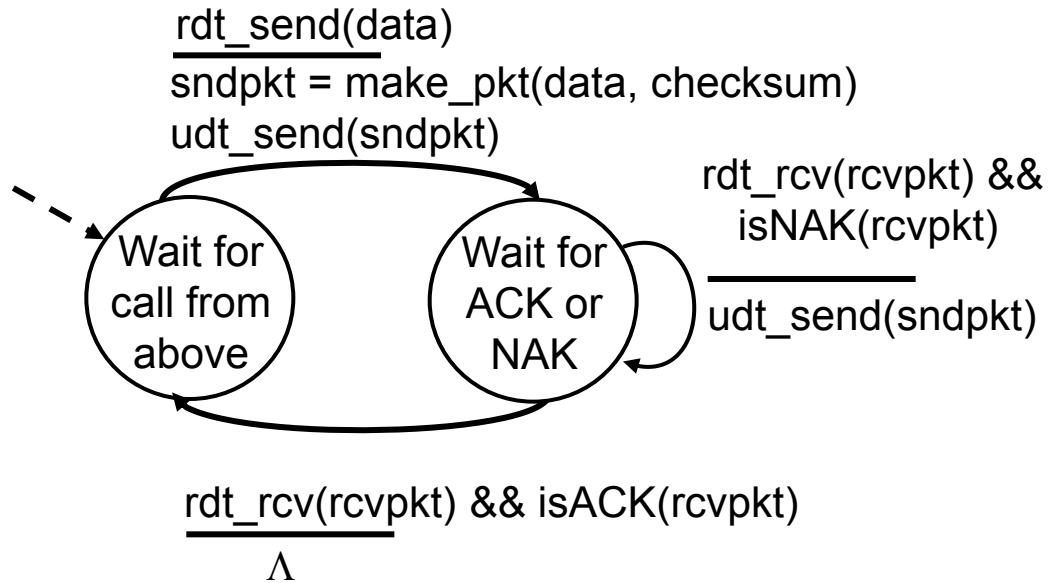 rdt_send(data)
sndpkt = make_pkt(data, checksum)
udt_send(sndpkt)
Wait for
call from
above
Wait for
ACK or
NAK
rdt_rcv(rcvpkt) &&
isNAK(rcvpkt)
udt_send(sndpkt)
rdt_rcv(rcvpkt) && isACK(rcvpkt)
Λ